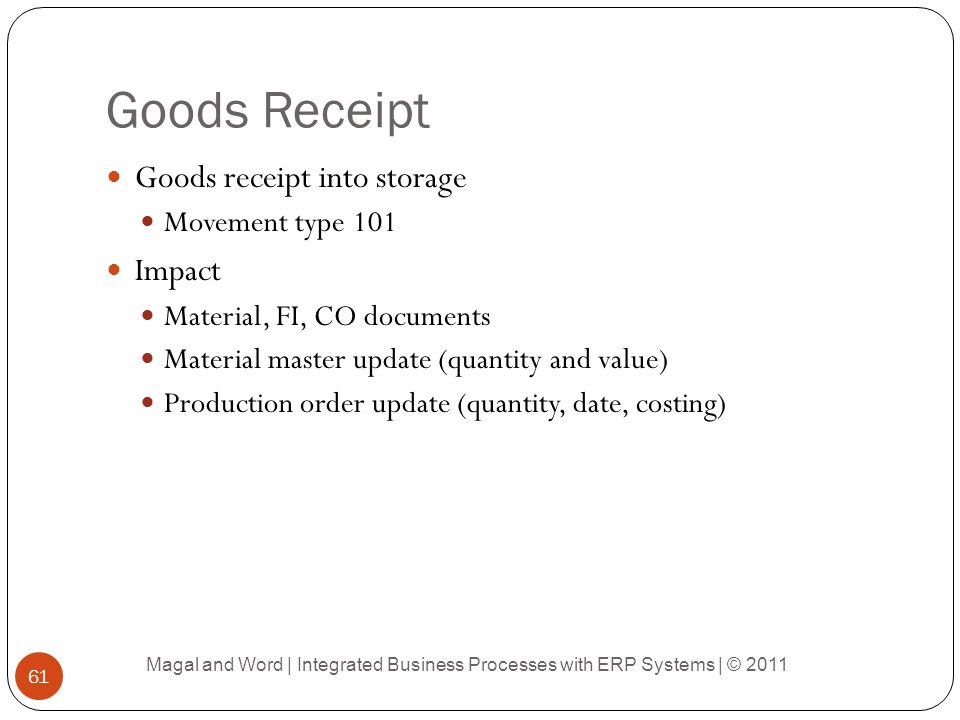 Goods Receipt
Goods receipt into storage
Movement type 101
Impact
Material, FI, CO documents
Material master update (quantity and value)
Production order update (quantity, date, costing)
Magal and Word | Integrated Business Processes with ERP Systems | © 2011
61